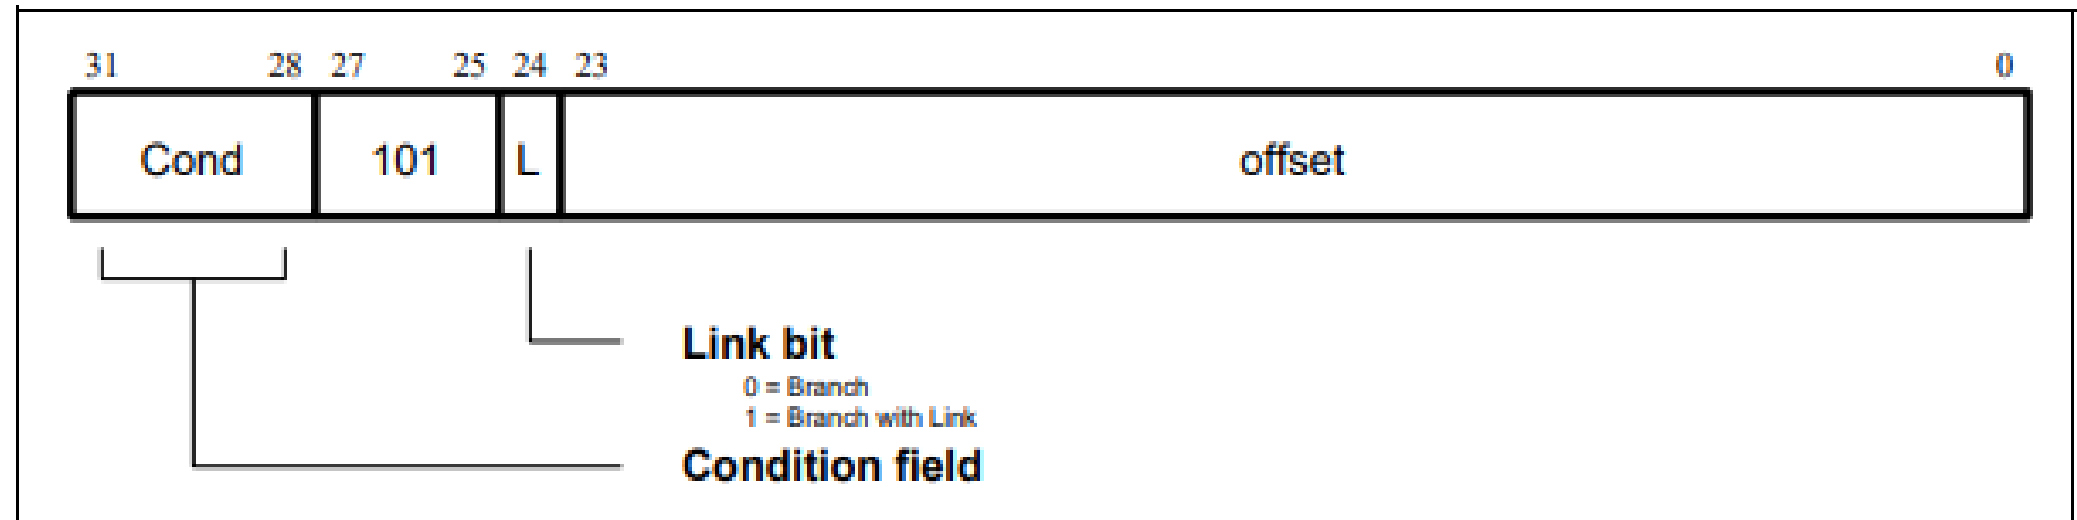 31 28 27 25 24 23 0
Cond 101 L offset
Link bit
0 = Branch
1 = Branch with Link
Condition field